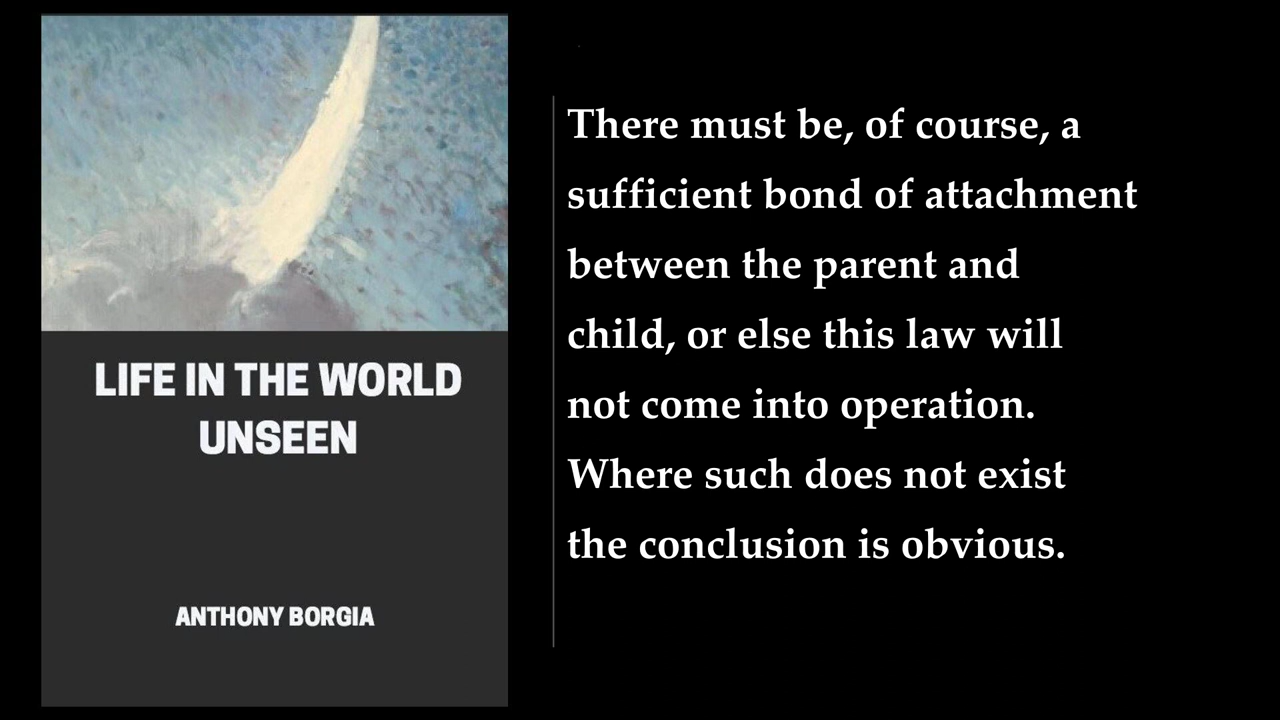 LIFE IN THE WORLD
UNSEEN
ANTHONY BORGIA
There must be, of course, a
sufficient bond of attachment
between the parent and
child, or else this law will
not come into operation.
Where such does not exist
the conclusion is obvious.